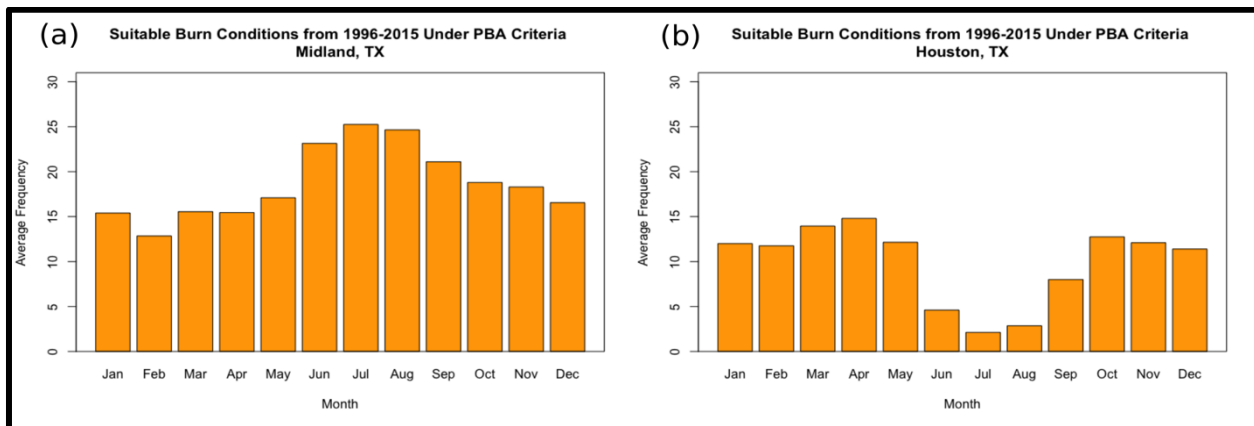 (a)
Suitable Burn Conditions from 1996-2015 Under PBA Criteria
Midland, TX
Average Frequency
30
25
20
15
10
5
0
Jan Feb Mar Apr May Jun Jul Aug Sep Oct Nov Dec
Month
(b)
Suitable Burn Conditions from 1996-2015 Under PBA Criteria
Houston, TX
Average Frequency
30
25
20
15
10
5
0
Jan Feb Mar Apr May Jun Jul Aug Sep Oct Nov Dec
Month